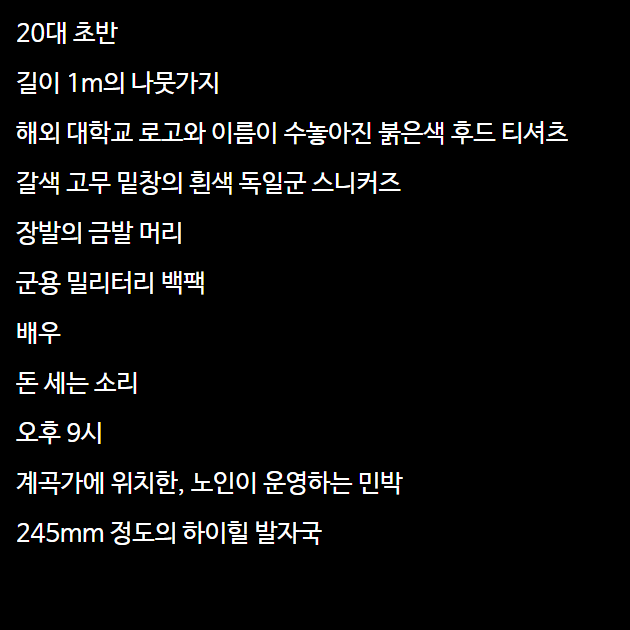 20대 초반
길이 1m의 나뭇가지
해외 대학교 로고와 이름이 수놓아진 붉은색 후드 티셔츠
갈색 고무 밑창의 흰색 독일군 스니커즈
장발의 금발 머리
군용 밀리터리 백팩
배우
돈 세는 소리
오후 9시
계곡가에 위치한, 노인이 운영하는 민박
245mm 정도의 하이힐 발자국